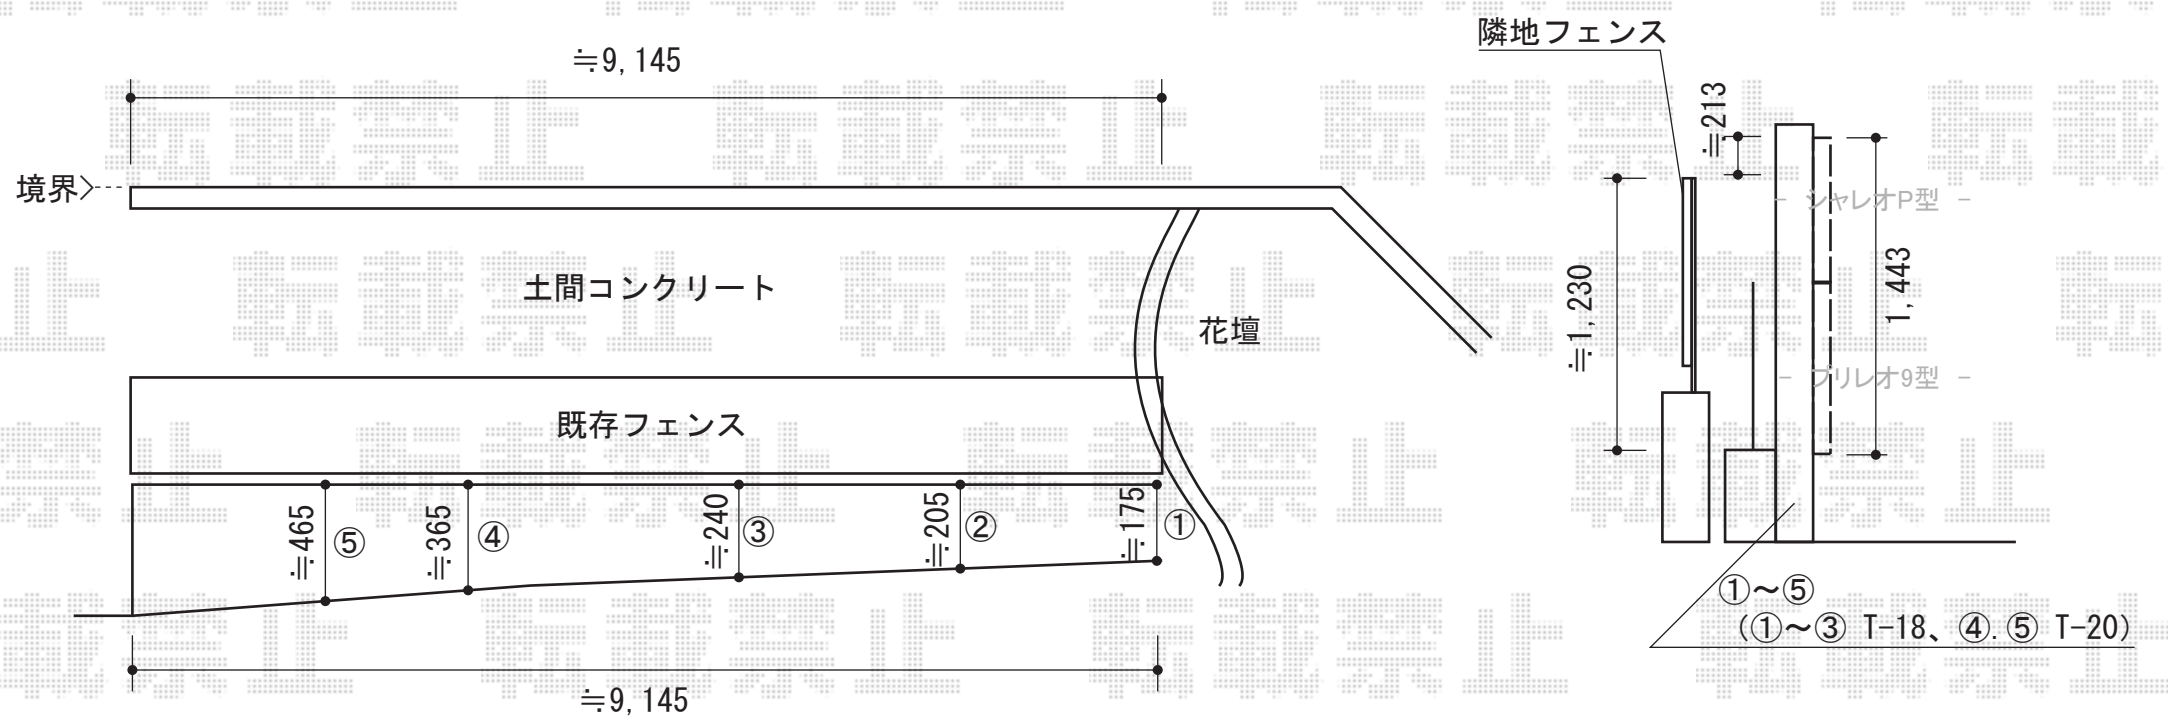 ≒9,145
境界
土間コンクリート
花壇
既存フェンス
≒465
⑤
≒365
④
≒240
③
≒205
②
≒175
①
≒9,145
隣地フェンス
≒213
≒1,230
1,443
- シャレオP型 -
- プリレオ9型 -
①～⑤
(①～③ T-18、④.⑤ T-20)
転載禁止